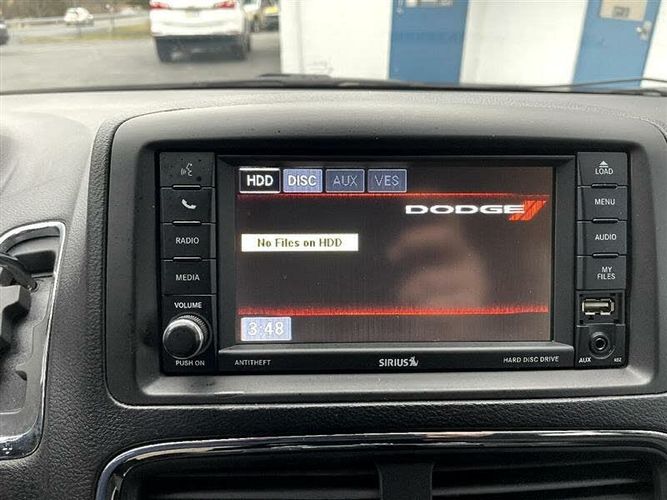 LOAD
HDD DISC AUX VES
MENU
DODGE
RADIO
AUDIO
No Files on HDD
MEDIA
MY
FILES
VOLUME
3:48
PUSH ON
ANTITHEFT
SIRIUS
HARD DISC DRIVE
AUX
RBZ